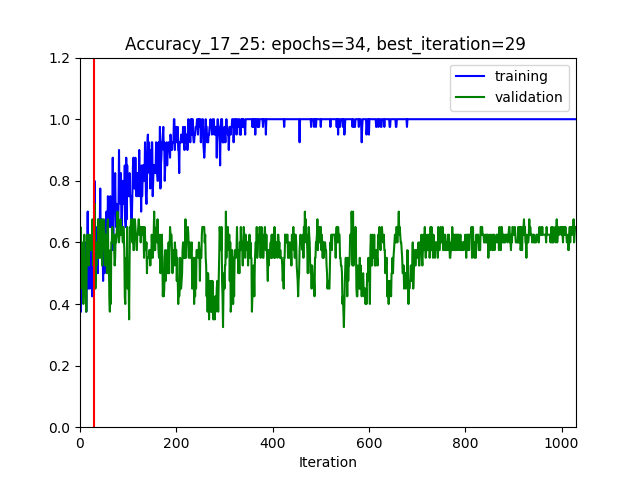 Accuracy_17_25: epochs=34, best_iteration=29
training
validation
1.2
1.0
0.8
0.6
0.4
0.2
0.0
0 200 400 600 800 1000
Iteration